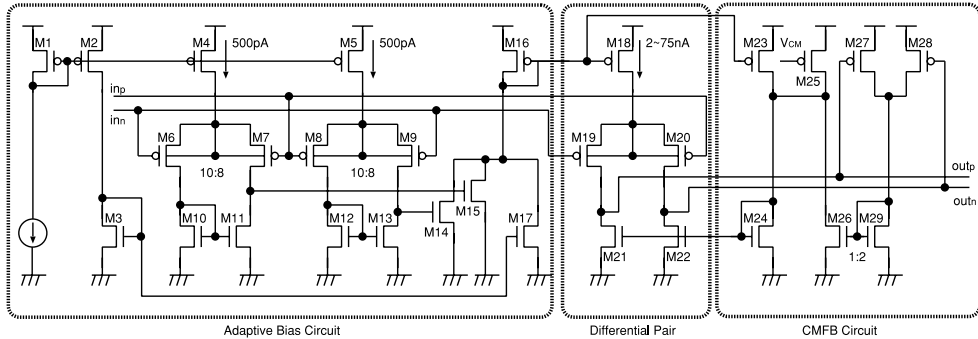 M1
M2
M4
500pA
M5
500pA
M16
M18
2~75nA
M23
VCM
M25
M27
M28
inp
inn
M6
M7
M8
M9
M19
M20
10:8
10:8
outp
outn
M3
M10
M11
M12
M13
M14
M15
M17
M21
M22
M24
M26
M29
1:2
Adaptive Bias Circuit
Differential Pair
CMFB Circuit